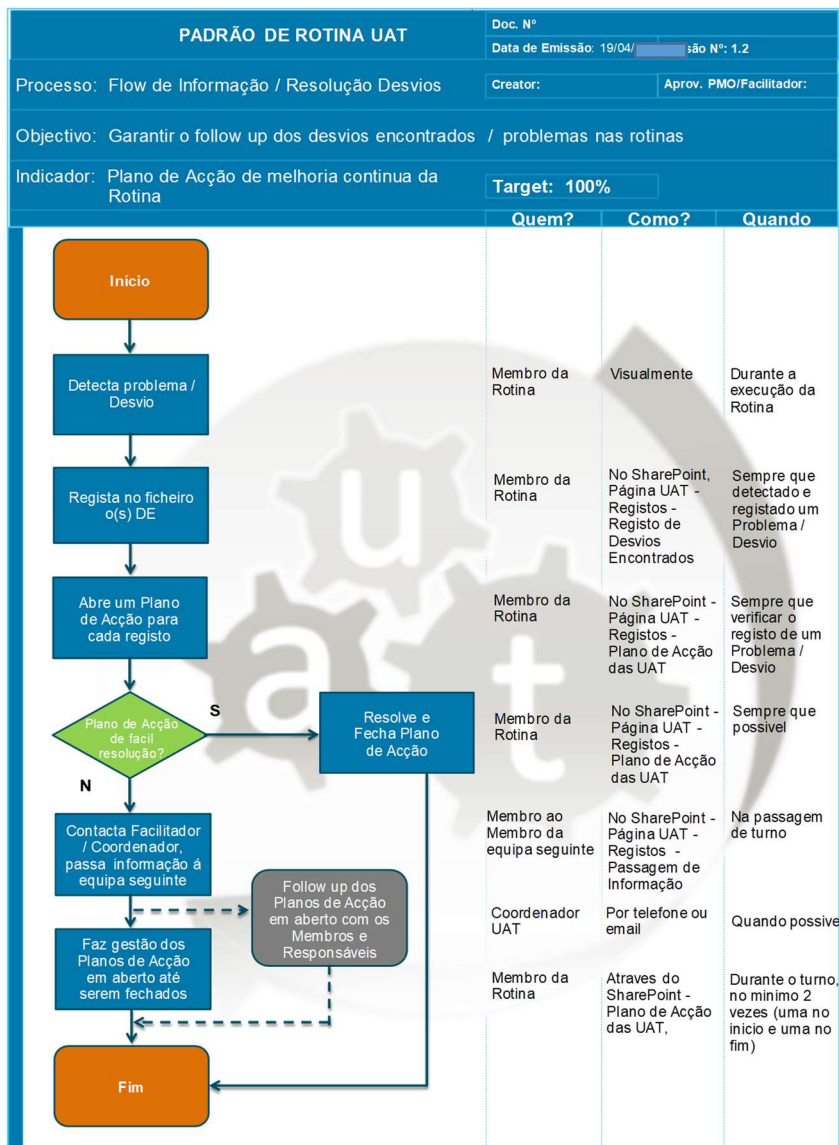 PADRÃO DE ROTINA UAT
Doc. Nº
Data de Emissão: 19/04/ são Nº: 1.2
Processo: Flow de Informação / Resolução Desvios
Creator:
Aprov. PMO/Facilitador:
Objectivo: Garantir o follow up dos desvios encontrados / problemas nas rotinas
Indicador: Plano de Acção de melhoria continua da
Rotina
Target: 100%
Quem?
Como?
Quando
Inicio
Detecta problema /
Desvio
Membro da
Rotina
Visualmente
Durante a
execução da
Rotina
Regista no ficheiro
o(s) DE
Membro da
Rotina
No SharePoint,
Página UAT -
Registos -
Registo de
Desvios
Encontrados
Sempre que
detectado e
registado um
Problema /
Desvio
Abre um Plano
de Acção para
cada registo
Membro da
Rotina
No SharePoint -
Página UAT -
Registos -
Plano de Acção
das UAT
Sempre que
verificar o
registo de um
Problema /
Desvio
Plano de Acção
de facil
resolução?
S
N
Resolve e
Fecha Plano
de Acção
Membro da
Rotina
No SharePoint -
Página UAT -
Registos -
Plano de Acção
das UAT
Sempre que
possivel
Contacta Facilitador
/ Coordenador,
passa informação á
equipa seguinte
Membro ao
Membro da
equipa seguinte
No SharePoint -
Página UAT -
Registos -
Passagem de
Informação
Na passagem
de turno
Follow up dos
Planos de Acção
em aberto com os
Membros e
Responsáveis
Coordenador
UAT
Por telefone ou
email
Quando possive
Faz gestão dos
Planos de Acção
em aberto até
serem fechados
Membro da
Rotina
Atraves do
SharePoint -
Plano de Acção
das UAT,
Durante o turno,
no minimo 2
vezes (uma no
inicio e uma no
fim)
Fim
u
a
t